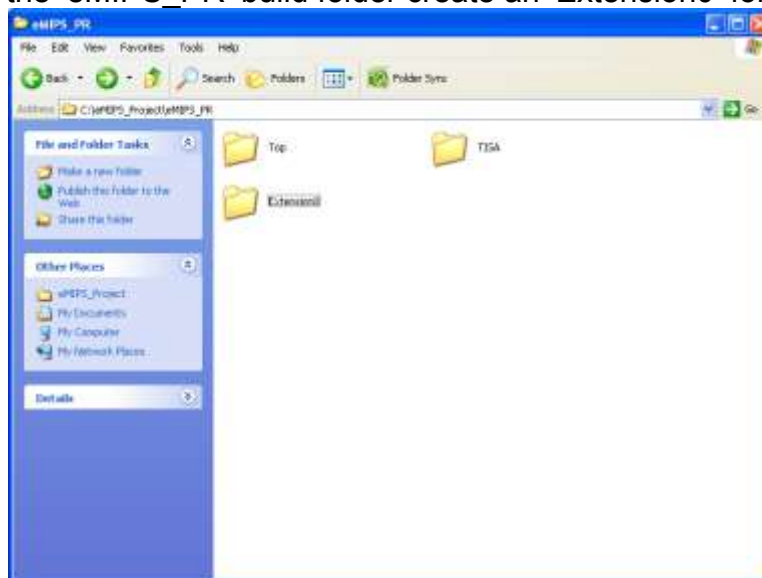 the eMIPS_PR build folder create an Extension0 fol
eMIPS_PR
File Edit View Favorites Tools Help
Back Search Folders Folder Sync
Address C:\eMIPS_Project\eMIPS_PR Go
File and Folder Tasks
Make a new folder
Publish this folder to the
Web
Share this folder
Other Places
eMIPS_Project
My Documents
My Computer
My Network Places
Details
Top
TISA
Extension0